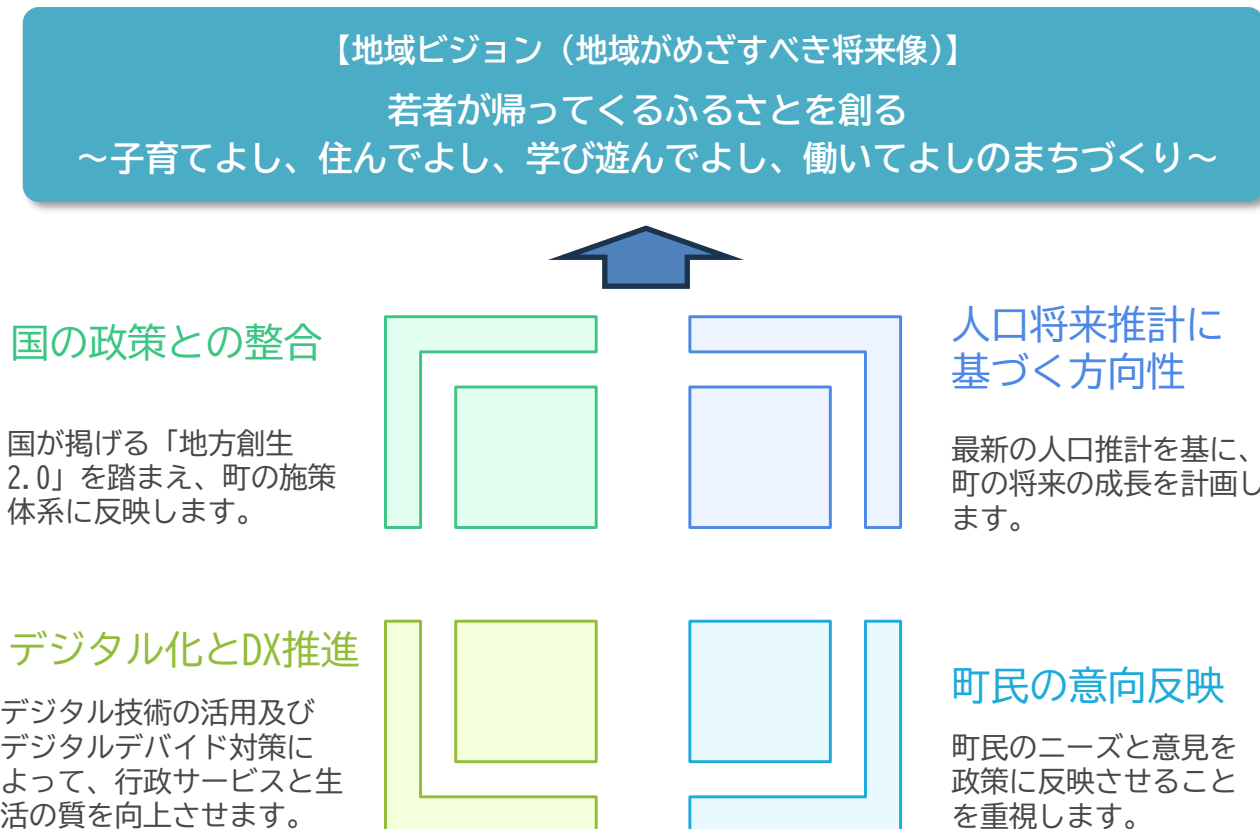 【地域ビジョン（地域がめざすべき将来像）】
若者が帰ってくるふるさとを創る
～子育てよし、住んでよし、学び遊んでよし、働いてよしのまちづくり～
国の政策との整合
国が掲げる「地方創生
2.0」を踏まえ、町の施策
体系に反映します。
人口将来推計に
基づく方向性
最新の人口推計を基に、
町の将来の成長を計画し
ます。
デジタル化とDX推進
デジタル技術の活用及び
デジタルデバイド対策に
よって、行政サービスと生
活の質を向上させます。
町民の意向反映
町民のニーズと意見を
政策に反映させること
を重視します。